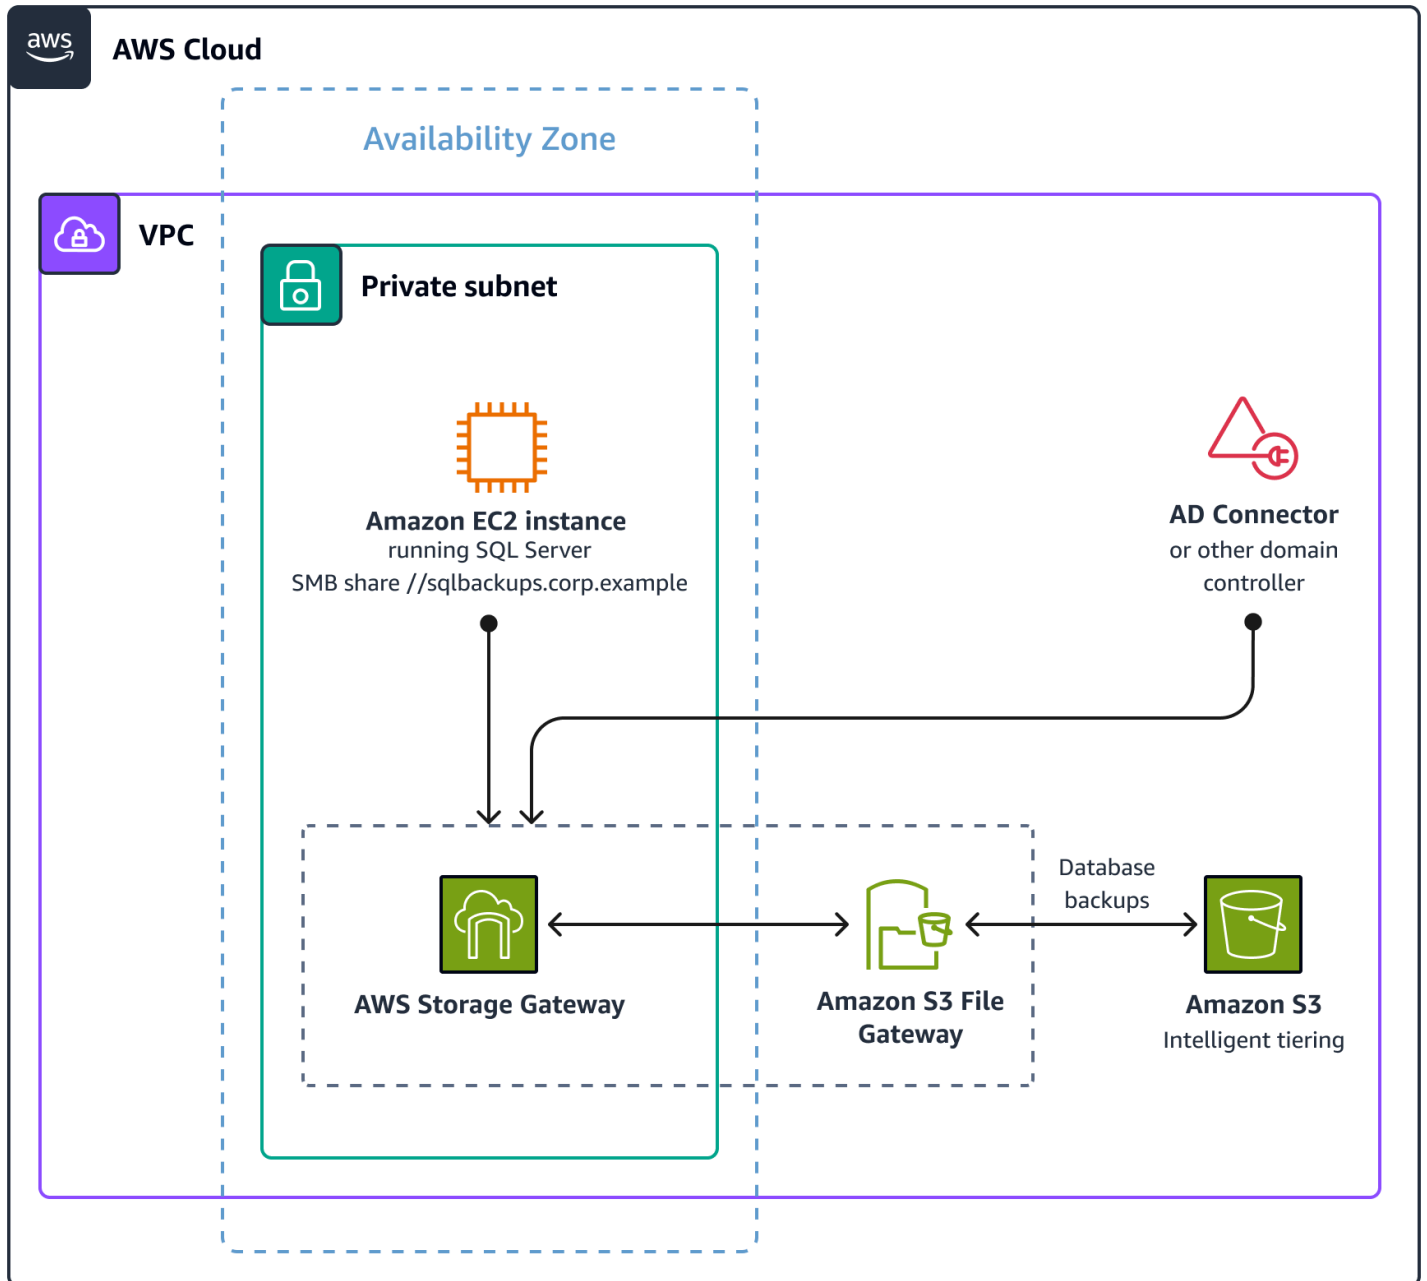 aws
AWS Cloud
Availability Zone
VPC
Private subnet
Amazon EC2 instance
running SQL Server
SMB share //sqlbackups.corp.example
AD Connector
or other domain
controller
Database
backups
AWS Storage Gateway
Amazon S3 File
Gateway
Amazon S3
Intelligent tiering